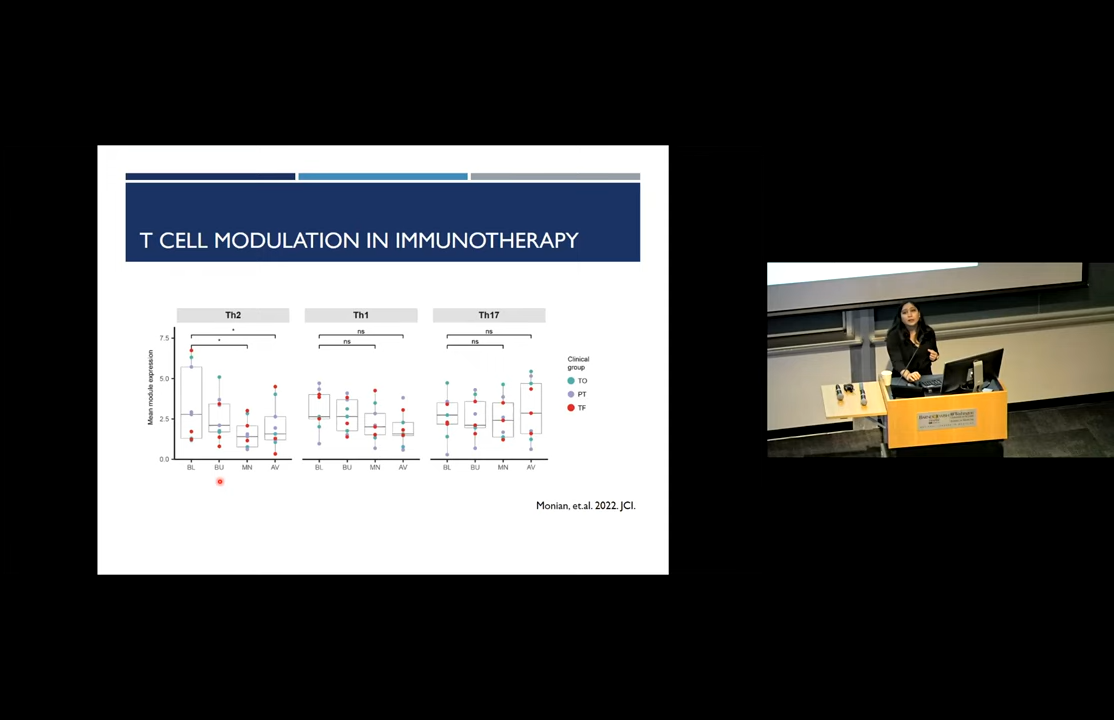 T CELL MODULATION IN IMMUNOTHERAPY
Th2
Th1
Th17
*
*
ns
ns
ns
ns
Mean module expression
7.5
5.0
2.5
0.0
BL BU MN AV
BL BU MN AV
BL BU MN AV
Clinical
group
TO
PT
TF
Monian, et.al. 2022. JCI.